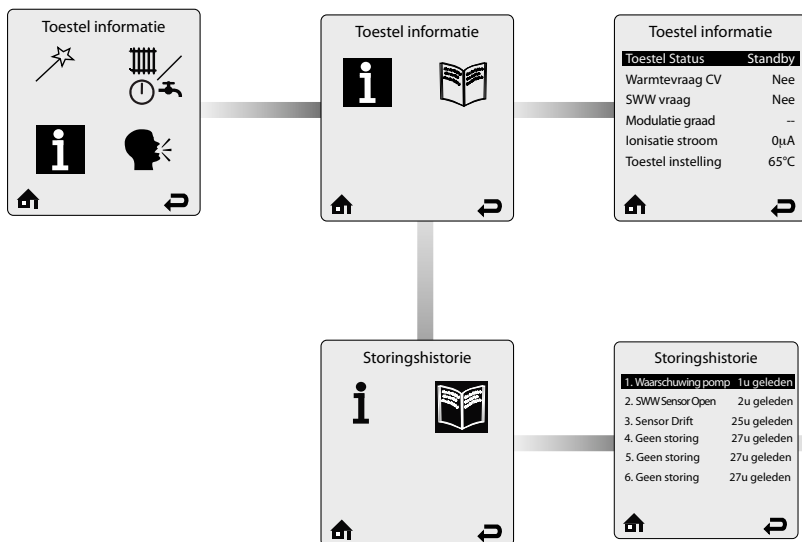 Toestel informatie
Toestel informatie
Toestel informatie
Toestel Status Standby
Warmtevraag CV Nee
SWW vraag Nee
Modulatie graad --
Ionisatie stroom 0µA
Toestel instelling 65°C
Storingshistorie
Storingshistorie
1. Waarschuwing pomp 1u geleden
2. SWW Sensor Open 2u geleden
3. Sensor Drift 25u geleden
4. Geen storing 27u geleden
5. Geen storing 27u geleden
6. Geen storing 27u geleden